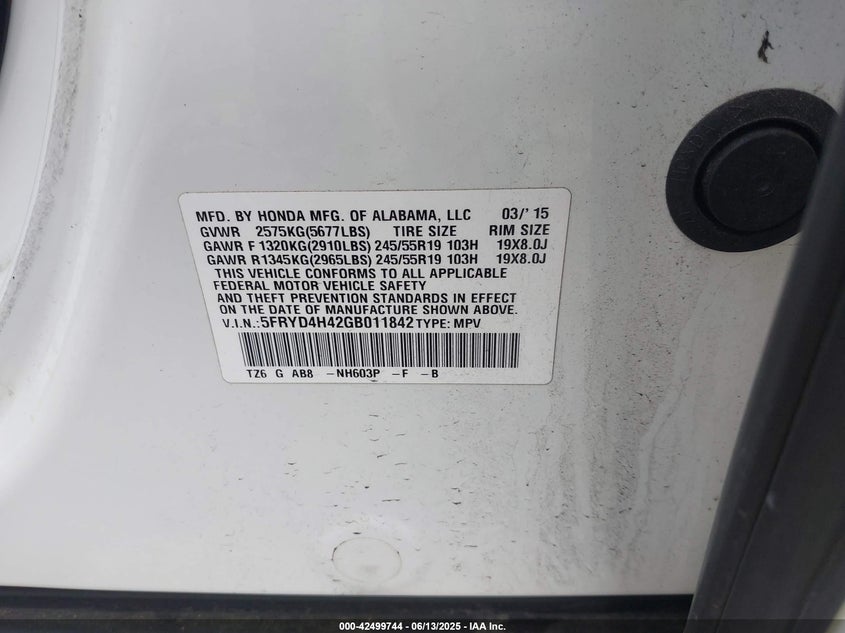 MFD. BY HONDA MFG. OF ALABAMA, LLC 03/' 15
GVWR 2575KG(5677LBS) TIRE SIZE RIM SIZE
GAWR F 1320KG(2910LBS) 245/55R19 103H 19X8.0J
GAWR R 1345KG(2965LBS) 245/55R19 103H 19X8.0J
THIS VEHICLE CONFORMS TO ALL APPLICABLE
FEDERAL MOTOR VEHICLE SAFETY
AND THEFT PREVENTION STANDARDS IN EFFECT
ON THE DATE OF MANUFACTURE SHOWN ABOVE.
V.I.N.:5FRYD4H42GB011842 TYPE: MPV
TZ6 G AB8 -NH603P -F -B
000-42499744 - 06/13/2025 - IAA Inc.